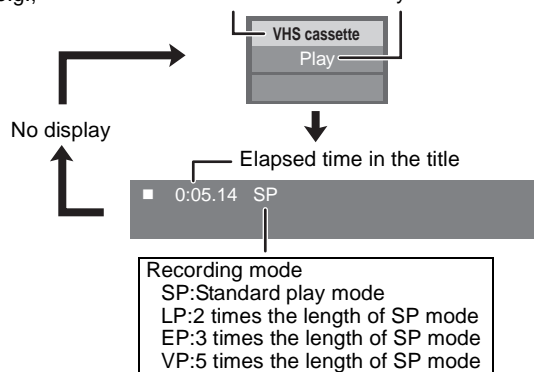 VHS cassette
Play
No display
Elapsed time in the title
0:05.14 SP
Recording mode
SP:Standard play mode
LP:2 times the length of SP mode
EP:3 times the length of SP mode
VP:5 times the length of SP mode